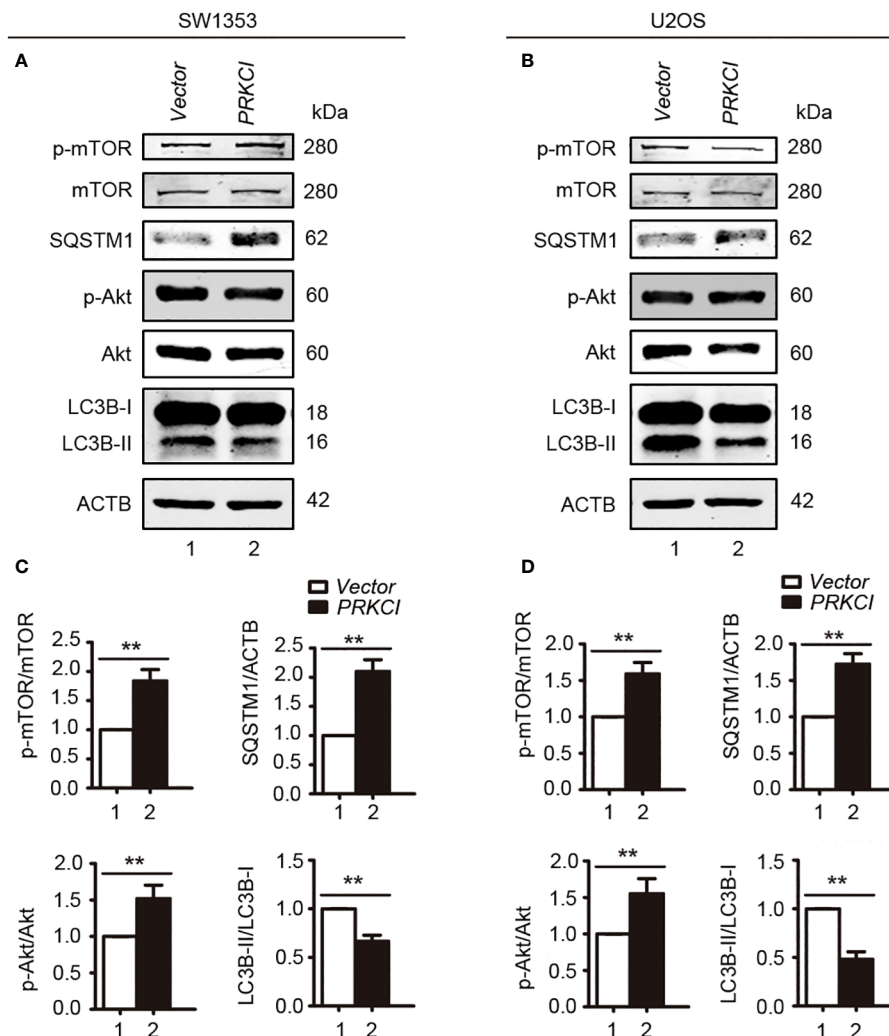 SW1353
U2OS
A
Vector
PRKCI
kDa
p-mTOR
280
mTOR
280
SQSTM1
62
p-Akt
60
Akt
60
LC3B-I
18
LC3B-II
16
ACTB
42
1 2
B
Vector
PRKCI
kDa
p-mTOR
280
mTOR
280
SQSTM1
62
p-Akt
60
Akt
60
LC3B-I
18
LC3B-II
16
ACTB
42
1 2
C
Vector
PRKCI
p-mTOR/mTOR
2.5
2.0
1.5
1.0
0.5
0.0
**
1 2
SQSTM1/ACTB
2.5
2.0
1.5
1.0
0.5
0.0
**
1 2
p-Akt/Akt
2.0
1.5
1.0
0.5
0.0
**
1 2
LC3B-II/LC3B-I
1.5
1.0
0.5
0.0
**
1 2
D
Vector
PRKCI
p-mTOR/mTOR
2.0
1.5
1.0
0.5
0.0
**
1 2
SQSTM1/ACTB
2.0
1.5
1.0
0.5
0.0
**
1 2
p-Akt/Akt
2.0
1.5
1.0
0.5
0.0
**
1 2
LC3B-II/LC3B-I
1.5
1.0
0.5
0.0
**
1 2